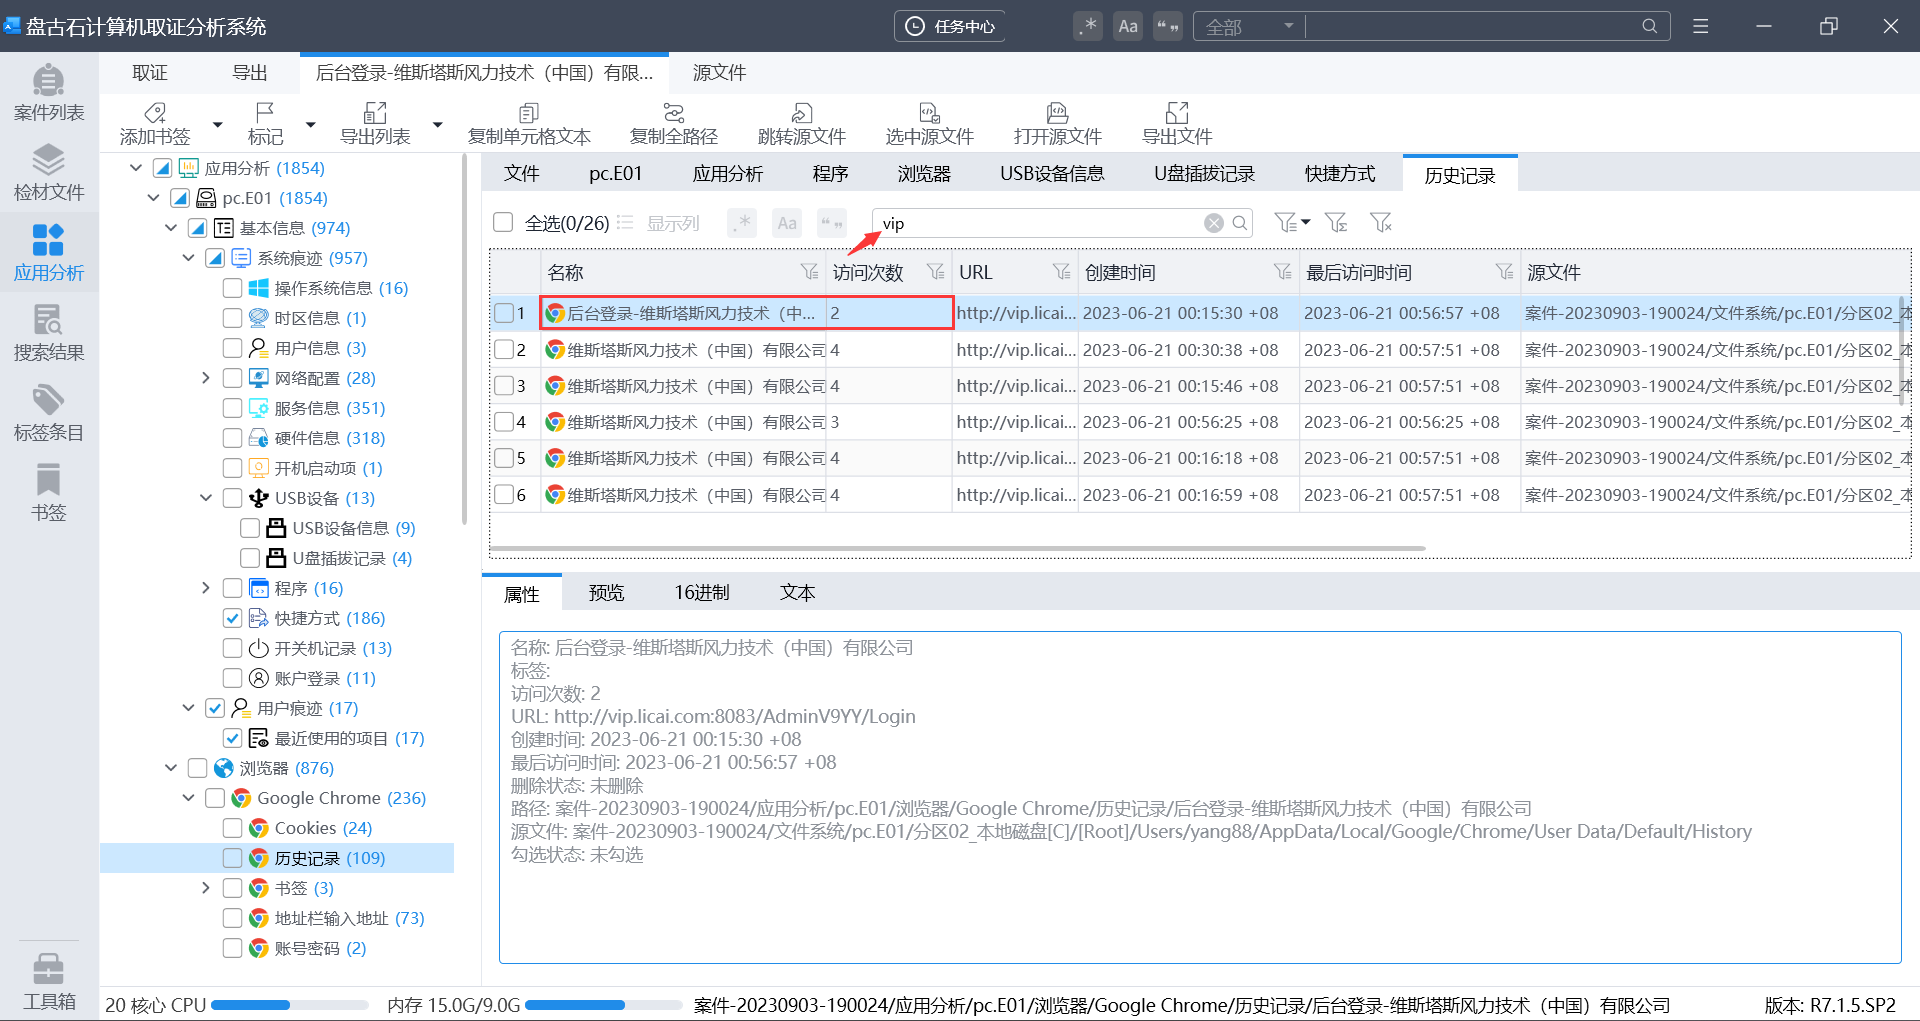 盘古石计算机取证分析系统
任务中心
.* Aa “„ 全部
案件列表
检材文件
应用分析
搜索结果
标签条目
书签
工具箱
取证 导出 后台登录-维斯塔斯风力技术（中国）有限... 源文件
添加书签 标记 导出列表 复制单元格文本 复制全路径 跳转源文件 选中源文件 打开源文件 导出文件
应用分析 (1854)
pc.E01 (1854)
基本信息 (974)
系统痕迹 (957)
操作系统信息 (16)
时区信息 (1)
用户信息 (3)
网络配置 (28)
服务信息 (351)
硬件信息 (318)
开机启动项 (1)
USB设备 (13)
USB设备信息 (9)
U盘插拔记录 (4)
程序 (16)
快捷方式 (186)
开关机记录 (13)
账户登录 (11)
用户痕迹 (17)
最近使用的项目 (17)
浏览器 (876)
Google Chrome (236)
Cookies (24)
历史记录 (109)
书签 (3)
地址栏输入地址 (73)
账号密码 (2)
文件 pc.E01 应用分析 程序 浏览器 USB设备信息 U盘插拔记录 快捷方式 历史记录
全选(0/26) 显示列 .* Aa “„ vip
名称 访问次数 URL 创建时间 最后访问时间 源文件
1 后台登录-维斯塔斯风力技术（中... 2 http://vip.licai... 2023-06-21 00:15:30 +08 2023-06-21 00:56:57 +08 案件-20230903-190024/文件系统/pc.E01/分区02_本
2 维斯塔斯风力技术（中国）有限公司 4 http://vip.licai... 2023-06-21 00:30:38 +08 2023-06-21 00:57:51 +08 案件-20230903-190024/文件系统/pc.E01/分区02_本
3 维斯塔斯风力技术（中国）有限公司 4 http://vip.licai... 2023-06-21 00:15:46 +08 2023-06-21 00:57:51 +08 案件-20230903-190024/文件系统/pc.E01/分区02_本
4 维斯塔斯风力技术（中国）有限公司 3 http://vip.licai... 2023-06-21 00:56:25 +08 2023-06-21 00:56:25 +08 案件-20230903-190024/文件系统/pc.E01/分区02_本
5 维斯塔斯风力技术（中国）有限公司 4 http://vip.licai... 2023-06-21 00:16:18 +08 2023-06-21 00:57:51 +08 案件-20230903-190024/文件系统/pc.E01/分区02_本
6 维斯塔斯风力技术（中国）有限公司 4 http://vip.licai... 2023-06-21 00:16:59 +08 2023-06-21 00:57:51 +08 案件-20230903-190024/文件系统/pc.E01/分区02_本
属性 预览 16进制 文本
名称: 后台登录-维斯塔斯风力技术（中国）有限公司
标签:
访问次数: 2
URL: http://vip.licai.com:8083/AdminV9YY/Login
创建时间: 2023-06-21 00:15:30 +08
最后访问时间: 2023-06-21 00:56:57 +08
删除状态: 未删除
路径: 案件-20230903-190024/应用分析/pc.E01/浏览器/Google Chrome/历史记录/后台登录-维斯塔斯风力技术（中国）有限公司
源文件: 案件-20230903-190024/文件系统/pc.E01/分区02_本地磁盘[C]/[Root]/Users/yang88/AppData/Local/Google/Chrome/User Data/Default/History
勾选状态: 未勾选
20 核心 CPU 内存 15.0G/9.0G 案件-20230903-190024/应用分析/pc.E01/浏览器/Google Chrome/历史记录/后台登录-维斯塔斯风力技术（中国）有限公司 版本: R7.1.5.SP2